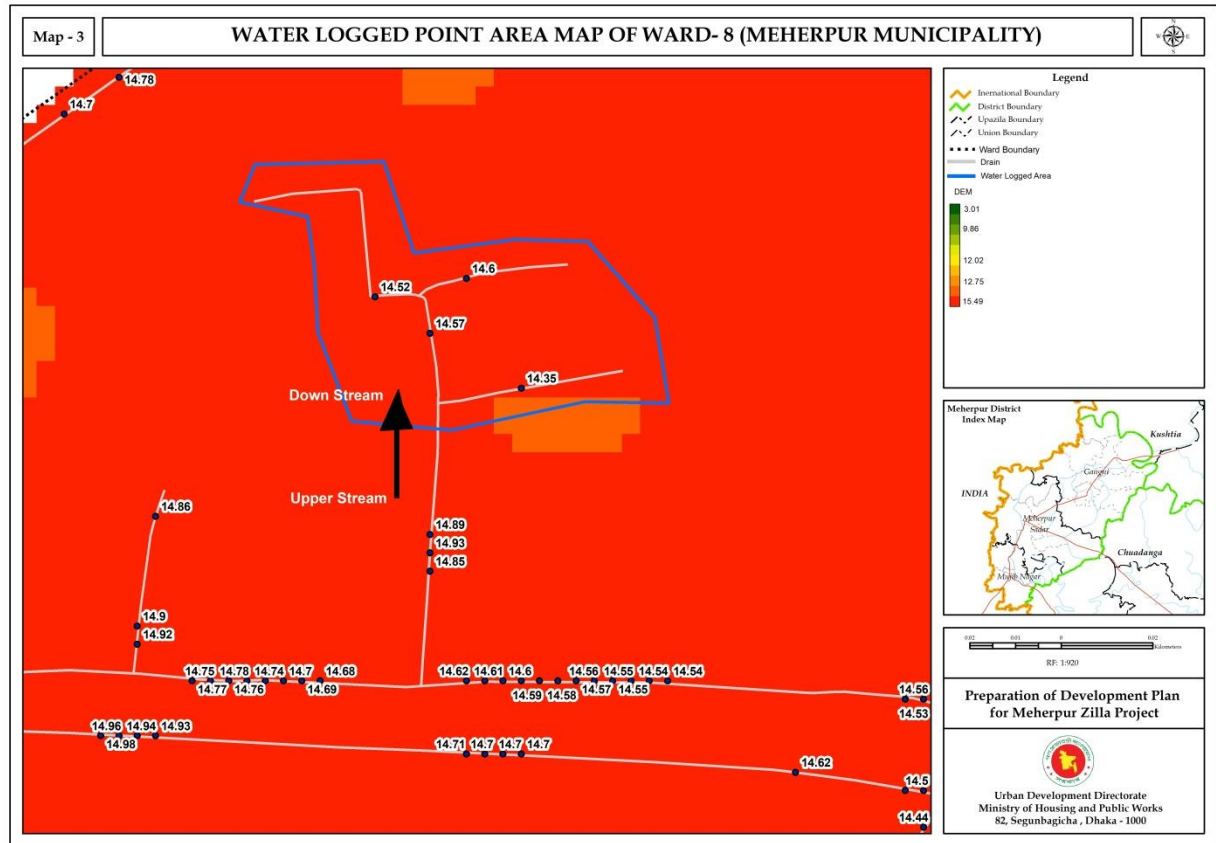 Map - 3
WATER LOGGED POINT AREA MAP OF WARD- 8 (MEHERPUR MUNICIPALITY)
N
W E
S
14.78
14.7
14.6
14.52
14.57
14.35
Down Stream
Upper Stream
14.86
14.89
14.93
14.85
14.9
14.92
14.75 14.78 14.74 14.7 14.68
14.77 14.76 14.69
14.62 14.61 14.6 14.56 14.55 14.54 14.54
14.59 14.58 14.57 14.55
14.56
14.53
14.96 14.94 14.93
14.98
14.71 14.7 14.7 14.7
14.62
14.5
14.44
Legend
Inernational Boundary
District Boundary
Upazila Boundary
Union Boundary
Ward Boundary
Drain
Water Logged Area
DEM
3.01
9.86
12.02
12.75
15.49
Meherpur District
Index Map
Kushtia
Gangni
INDIA
Meherpur
Sadar
Chuadanga
Mujib Nagar
0.02 0.01 0 0.02
Kilometers
RF: 1:920
Preparation of Development Plan
for Meherpur Zilla Project
Urban Development Directorate
Ministry of Housing and Public Works
82, Segunbagicha , Dhaka - 1000